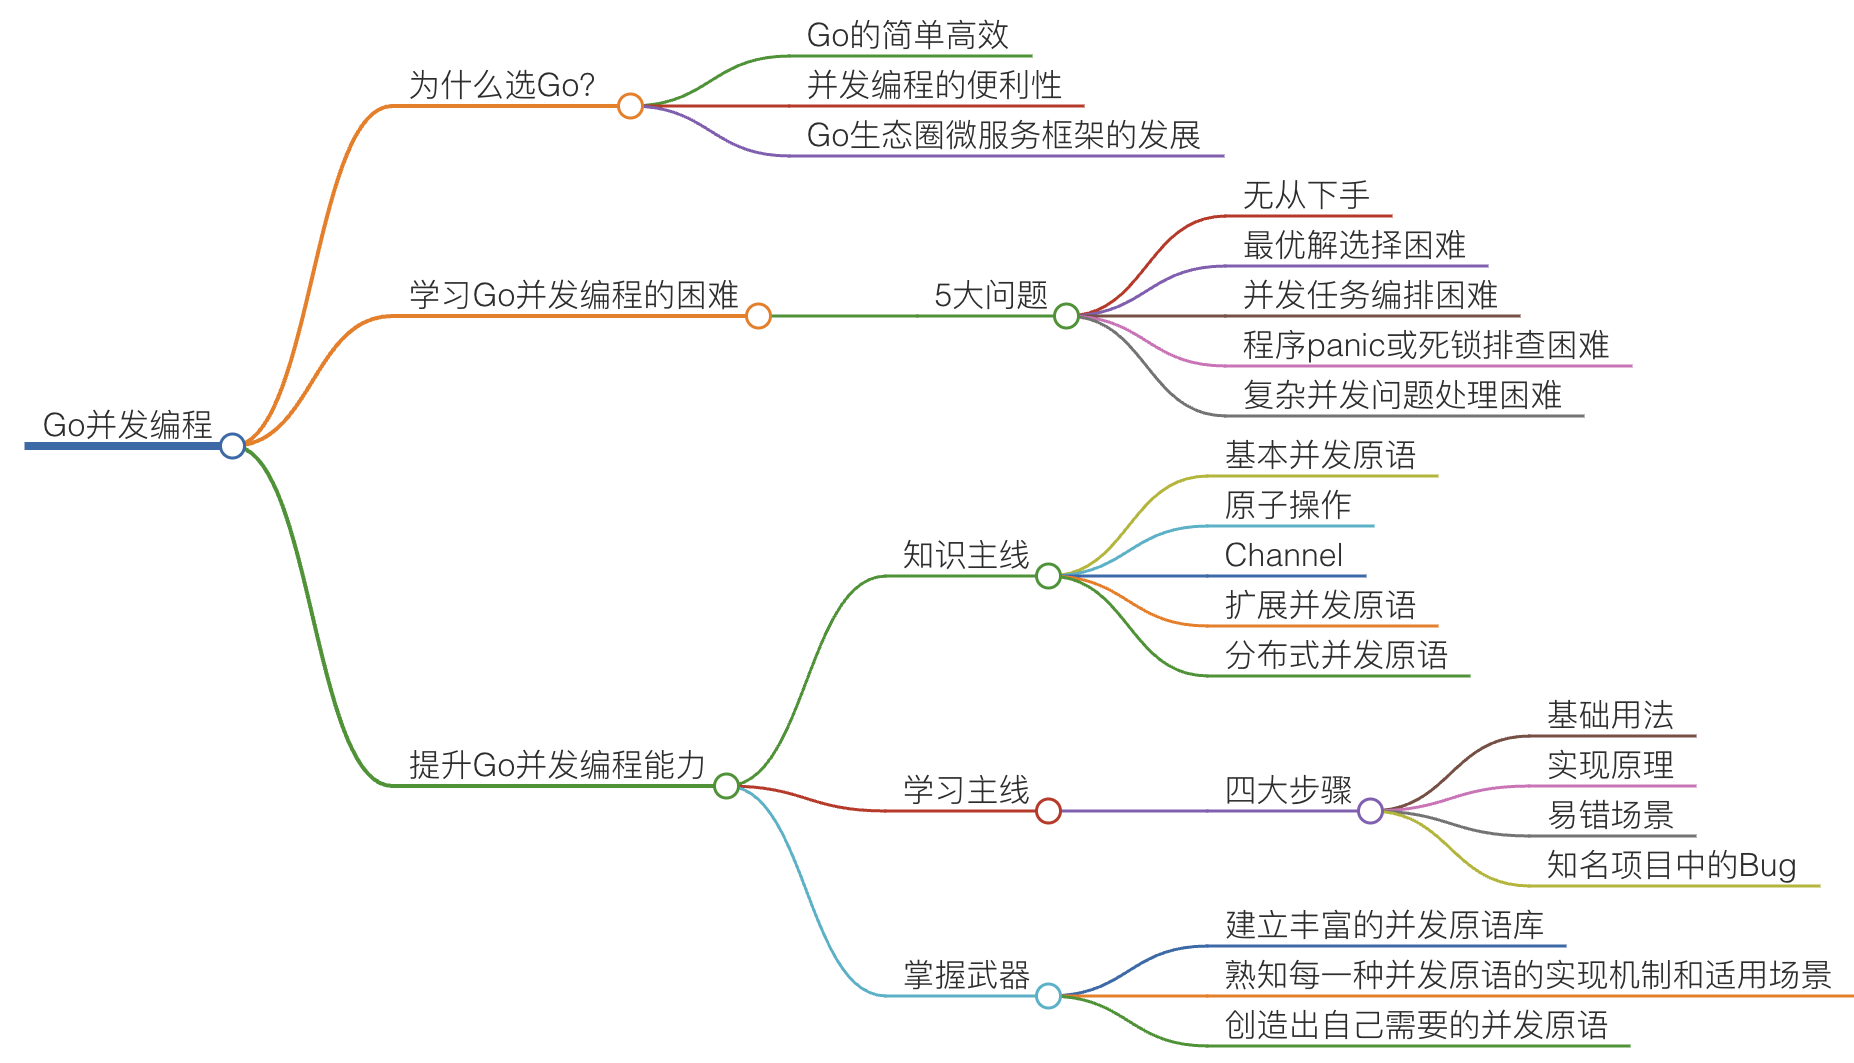 Go并发编程
为什么选Go?
Go的简单高效
并发编程的便利性
Go生态圈微服务框架的发展
学习Go并发编程的困难
5大问题
无从下手
最优解选择困难
并发任务编排困难
程序panic或死锁排查困难
复杂并发问题处理困难
提升Go并发编程能力
知识主线
基本并发原语
原子操作
Channel
扩展并发原语
分布式并发原语
学习主线
四大步骤
基础用法
实现原理
易错场景
知名项目中的Bug
掌握武器
建立丰富的并发原语库
熟知每一种并发原语的实现机制和适用场景
创造出自己需要的并发原语